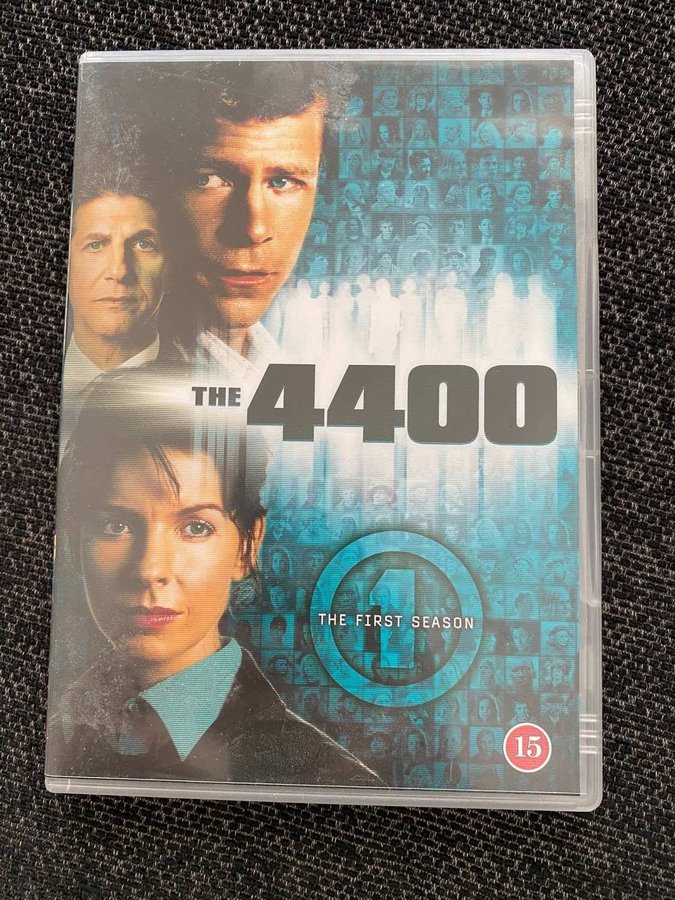 THE 4400
1
THE FIRST SEASON
15